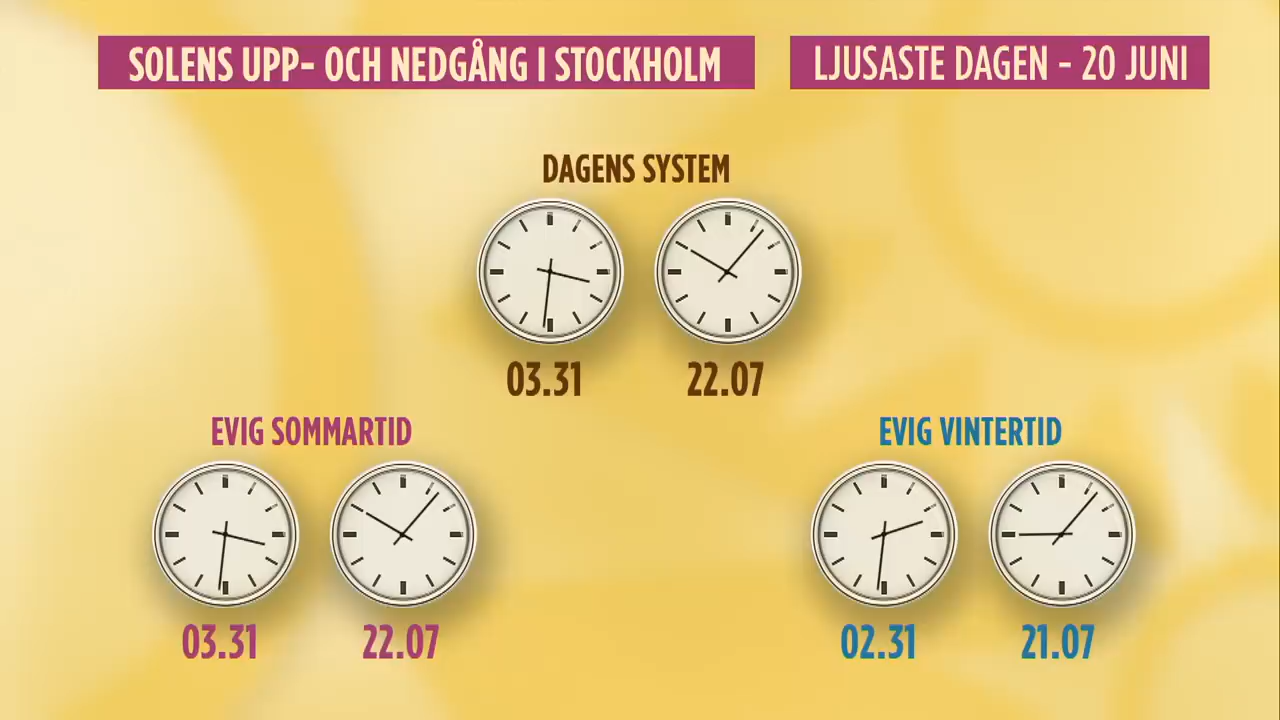 SOLENS UPP- OCH NEDGÅNG I STOCKHOLM
LJUSASTE DAGEN - 20 JUNI
DAGENS SYSTEM
03.31 22.07
EVIG SOMMARTID
03.31 22.07
EVIG VINTERTID
02.31 21.07